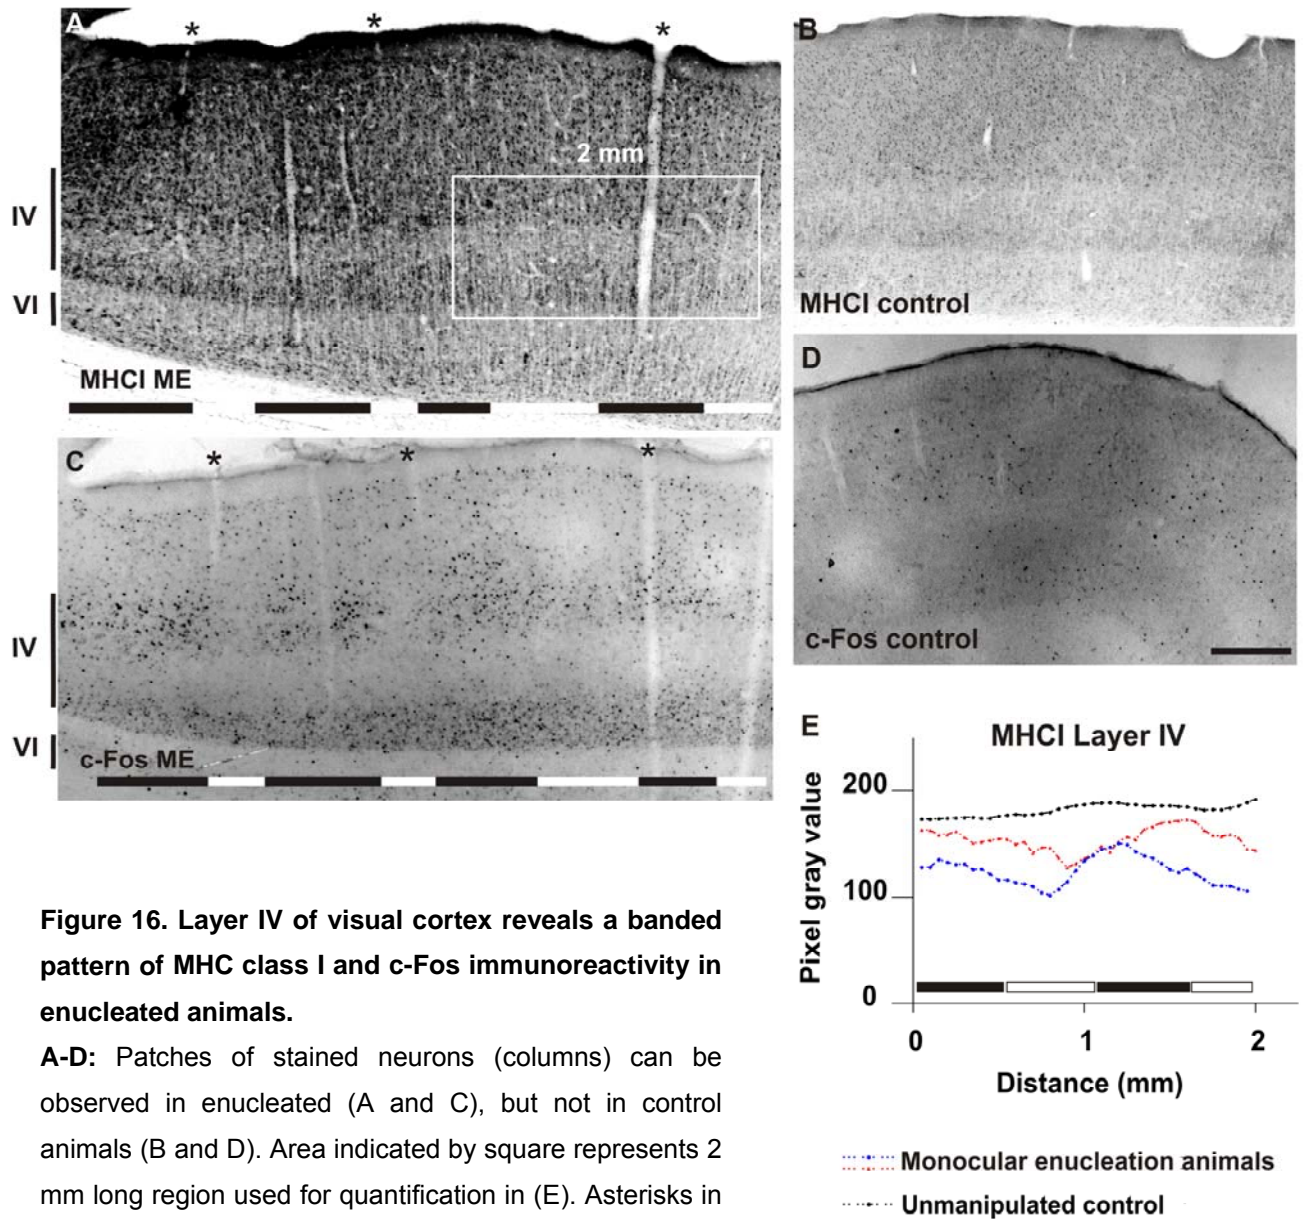 A
*
*
*
2 mm
IV
VI
MHCI ME
B
MHCI control
C
*
*
*
IV
VI
c-Fos ME
D
c-Fos control
E
MHCI Layer IV
Pixel gray value
200
100
0
0
1
2
Distance (mm)
Monocular enucleation animals
Unmanipulated control
Figure 16. Layer IV of visual cortex reveals a banded
pattern of MHC class I and c-Fos immunoreactivity in
enucleated animals.
A-D: Patches of stained neurons (columns) can be
observed in enucleated (A and C), but not in control
animals (B and D). Area indicated by square represents 2
mm long region used for quantification in (E). Asterisks in